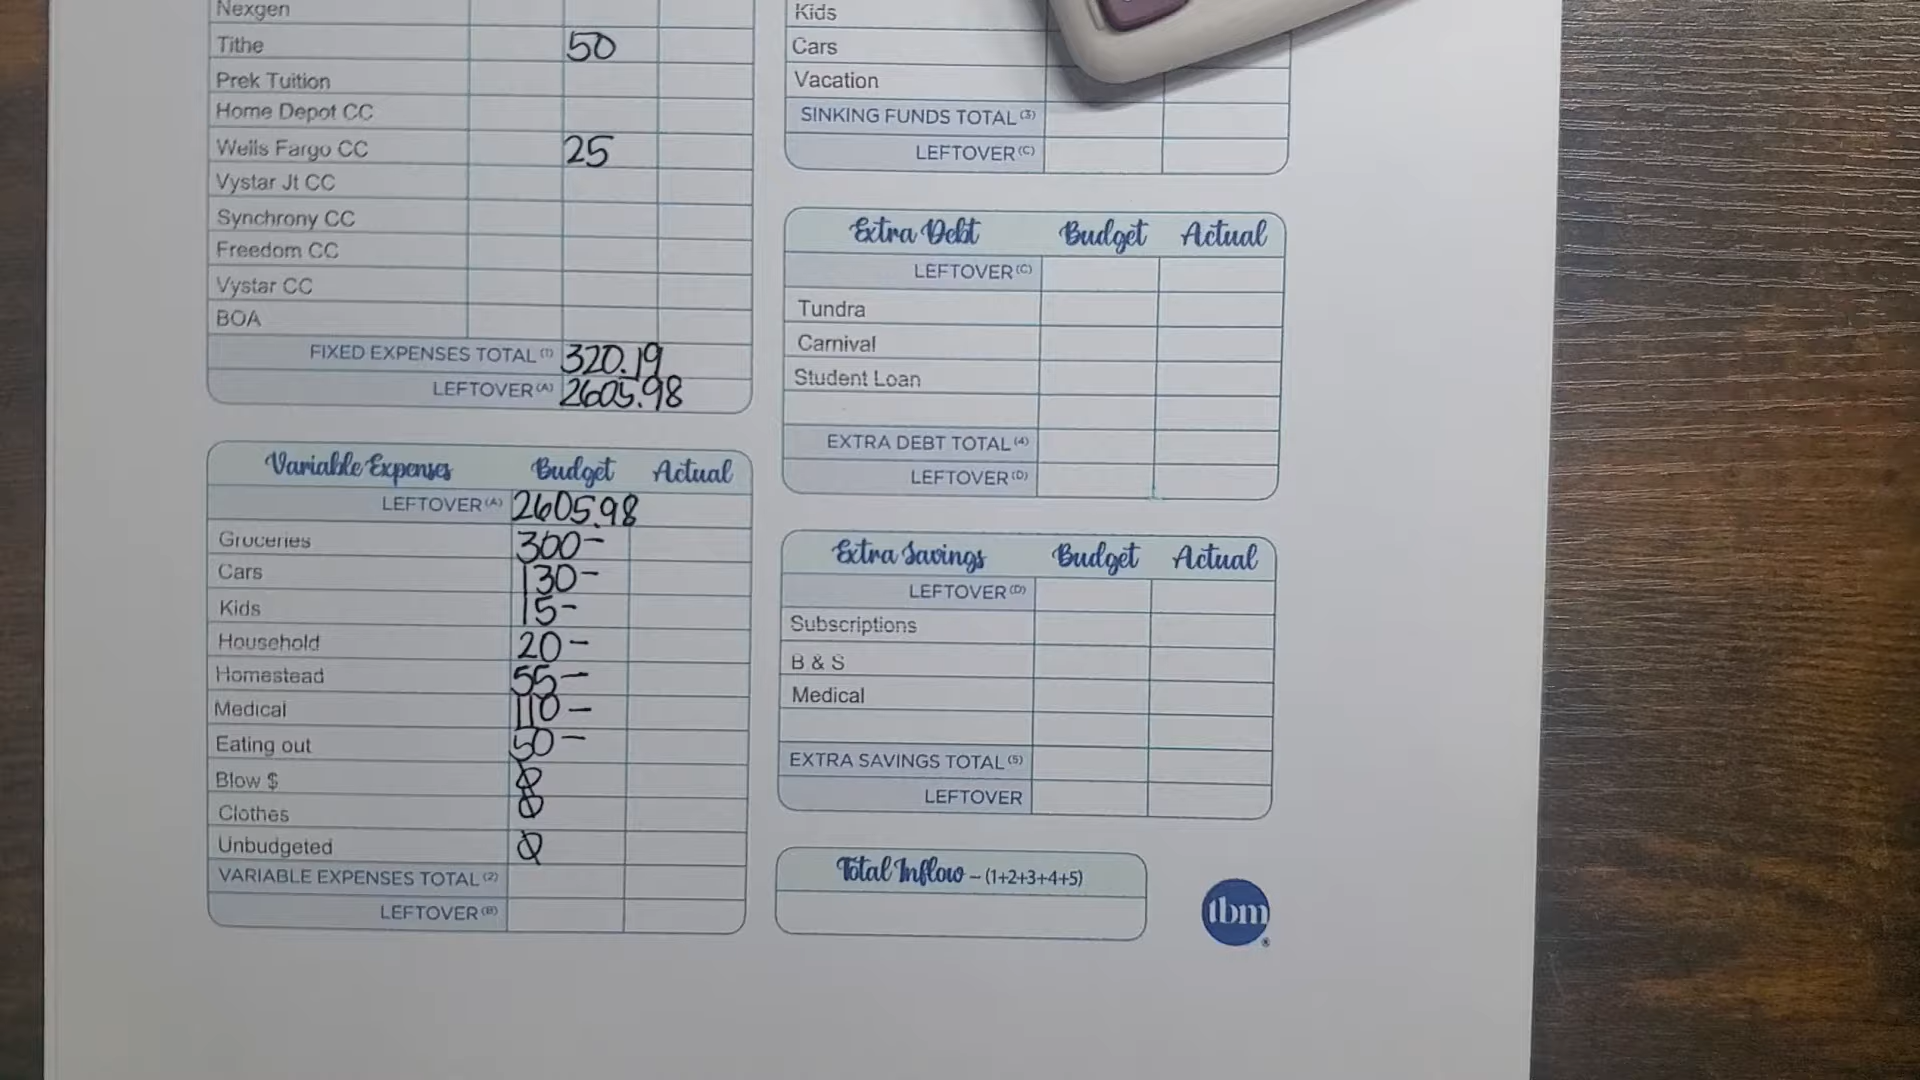 Nexgen
Tithe 50
Prek Tuition
Home Depot CC
Wells Fargo CC 25
Vystar Jt CC
Synchrony CC
Freedom CC
Vystar CC
BOA
FIXED EXPENSES TOTAL (1) 320.19
LEFTOVER (A) 2605.98
Variable Expenses Budget Actual
LEFTOVER (A) 2605.98
Groceries 300-
Cars 130-
Kids 15-
Household 20-
Homestead 55-
Medical 110-
Eating out 50-
Blow $ 0
Clothes 0
Unbudgeted 0
VARIABLE EXPENSES TOTAL (2)
LEFTOVER (B)
Kids
Cars
Vacation
SINKING FUNDS TOTAL (3)
LEFTOVER (C)
Extra Debt Budget Actual
LEFTOVER (C)
Tundra
Carnival
Student Loan
EXTRA DEBT TOTAL (4)
LEFTOVER (D)
Extra Savings Budget Actual
LEFTOVER (D)
Subscriptions
B & S
Medical
EXTRA SAVINGS TOTAL (5)
LEFTOVER
Total Inflow - (1+2+3+4+5)
tbm